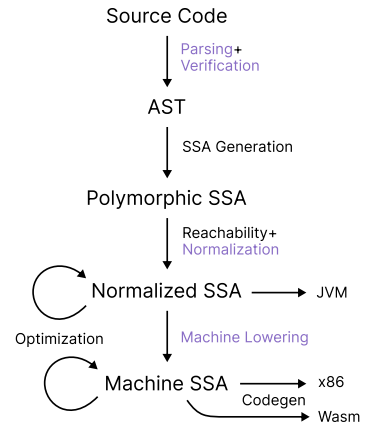 Source Code
Parsing+
Verification
AST
SSA Generation
Polymorphic SSA
Reachability+
Normalization
Normalized SSA
JVM
Optimization
Machine Lowering
Machine SSA
x86
Codegen
Wasm